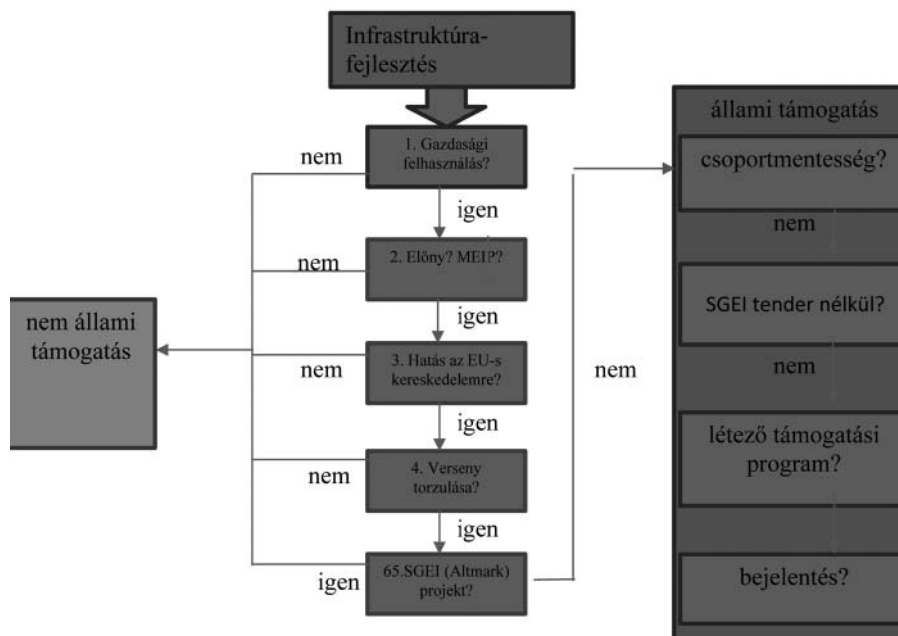 Infrastruktúra-
fejlesztés
1. Gazdasági
felhasználás?
nem
igen
2. Előny? MEIP?
nem
igen
3. Hatás az EU-s
kereskedelemre?
nem
igen
4. Verseny
torzulása?
nem
igen
65.SGEI (Altmark)
projekt?
igen
nem állami
támogatás
nem
állami támogatás
csoportmentesség?
nem
SGEI tender nélkül?
nem
létező támogatási
program?
bejelentés?